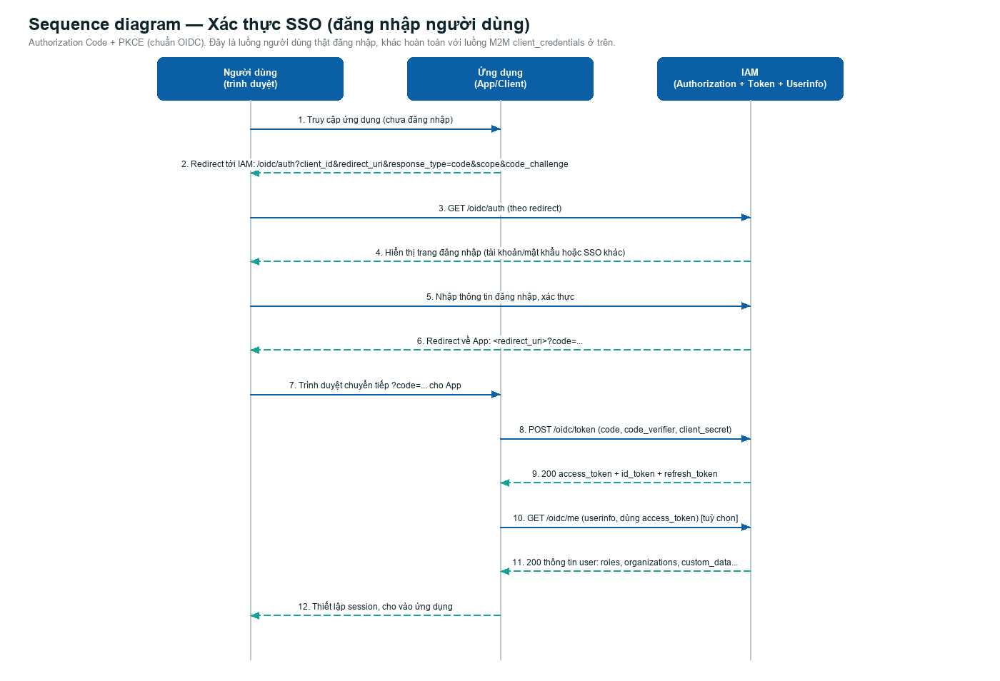 Sequence diagram — Xác thực SSO (đăng nhập người dùng)
Authorization Code + PKCE (chuẩn OIDC). Đây là luồng người dùng thật đăng nhập, khác hoàn toàn với luồng M2M client_credentials ở trên.
Người dùng
(trình duyệt)
Ứng dụng
(App/Client)
IAM
(Authorization + Token + Userinfo)
1. Truy cập ứng dụng (chưa đăng nhập)
2. Redirect tới IAM: /oidc/auth?client_id&redirect_uri&response_type=code&scope&code_challenge
3. GET /oidc/auth (theo redirect)
4. Hiển thị trang đăng nhập (tài khoản/mật khẩu hoặc SSO khác)
5. Nhập thông tin đăng nhập, xác thực
6. Redirect về App: <redirect_uri>?code=...
7. Trình duyệt chuyển tiếp ?code=... cho App
8. POST /oidc/token (code, code_verifier, client_secret)
9. 200 access_token + id_token + refresh_token
10. GET /oidc/me (userinfo, dùng access_token) [tuỳ chọn]
11. 200 thông tin user: roles, organizations, custom_data...
12. Thiết lập session, cho vào ứng dụng